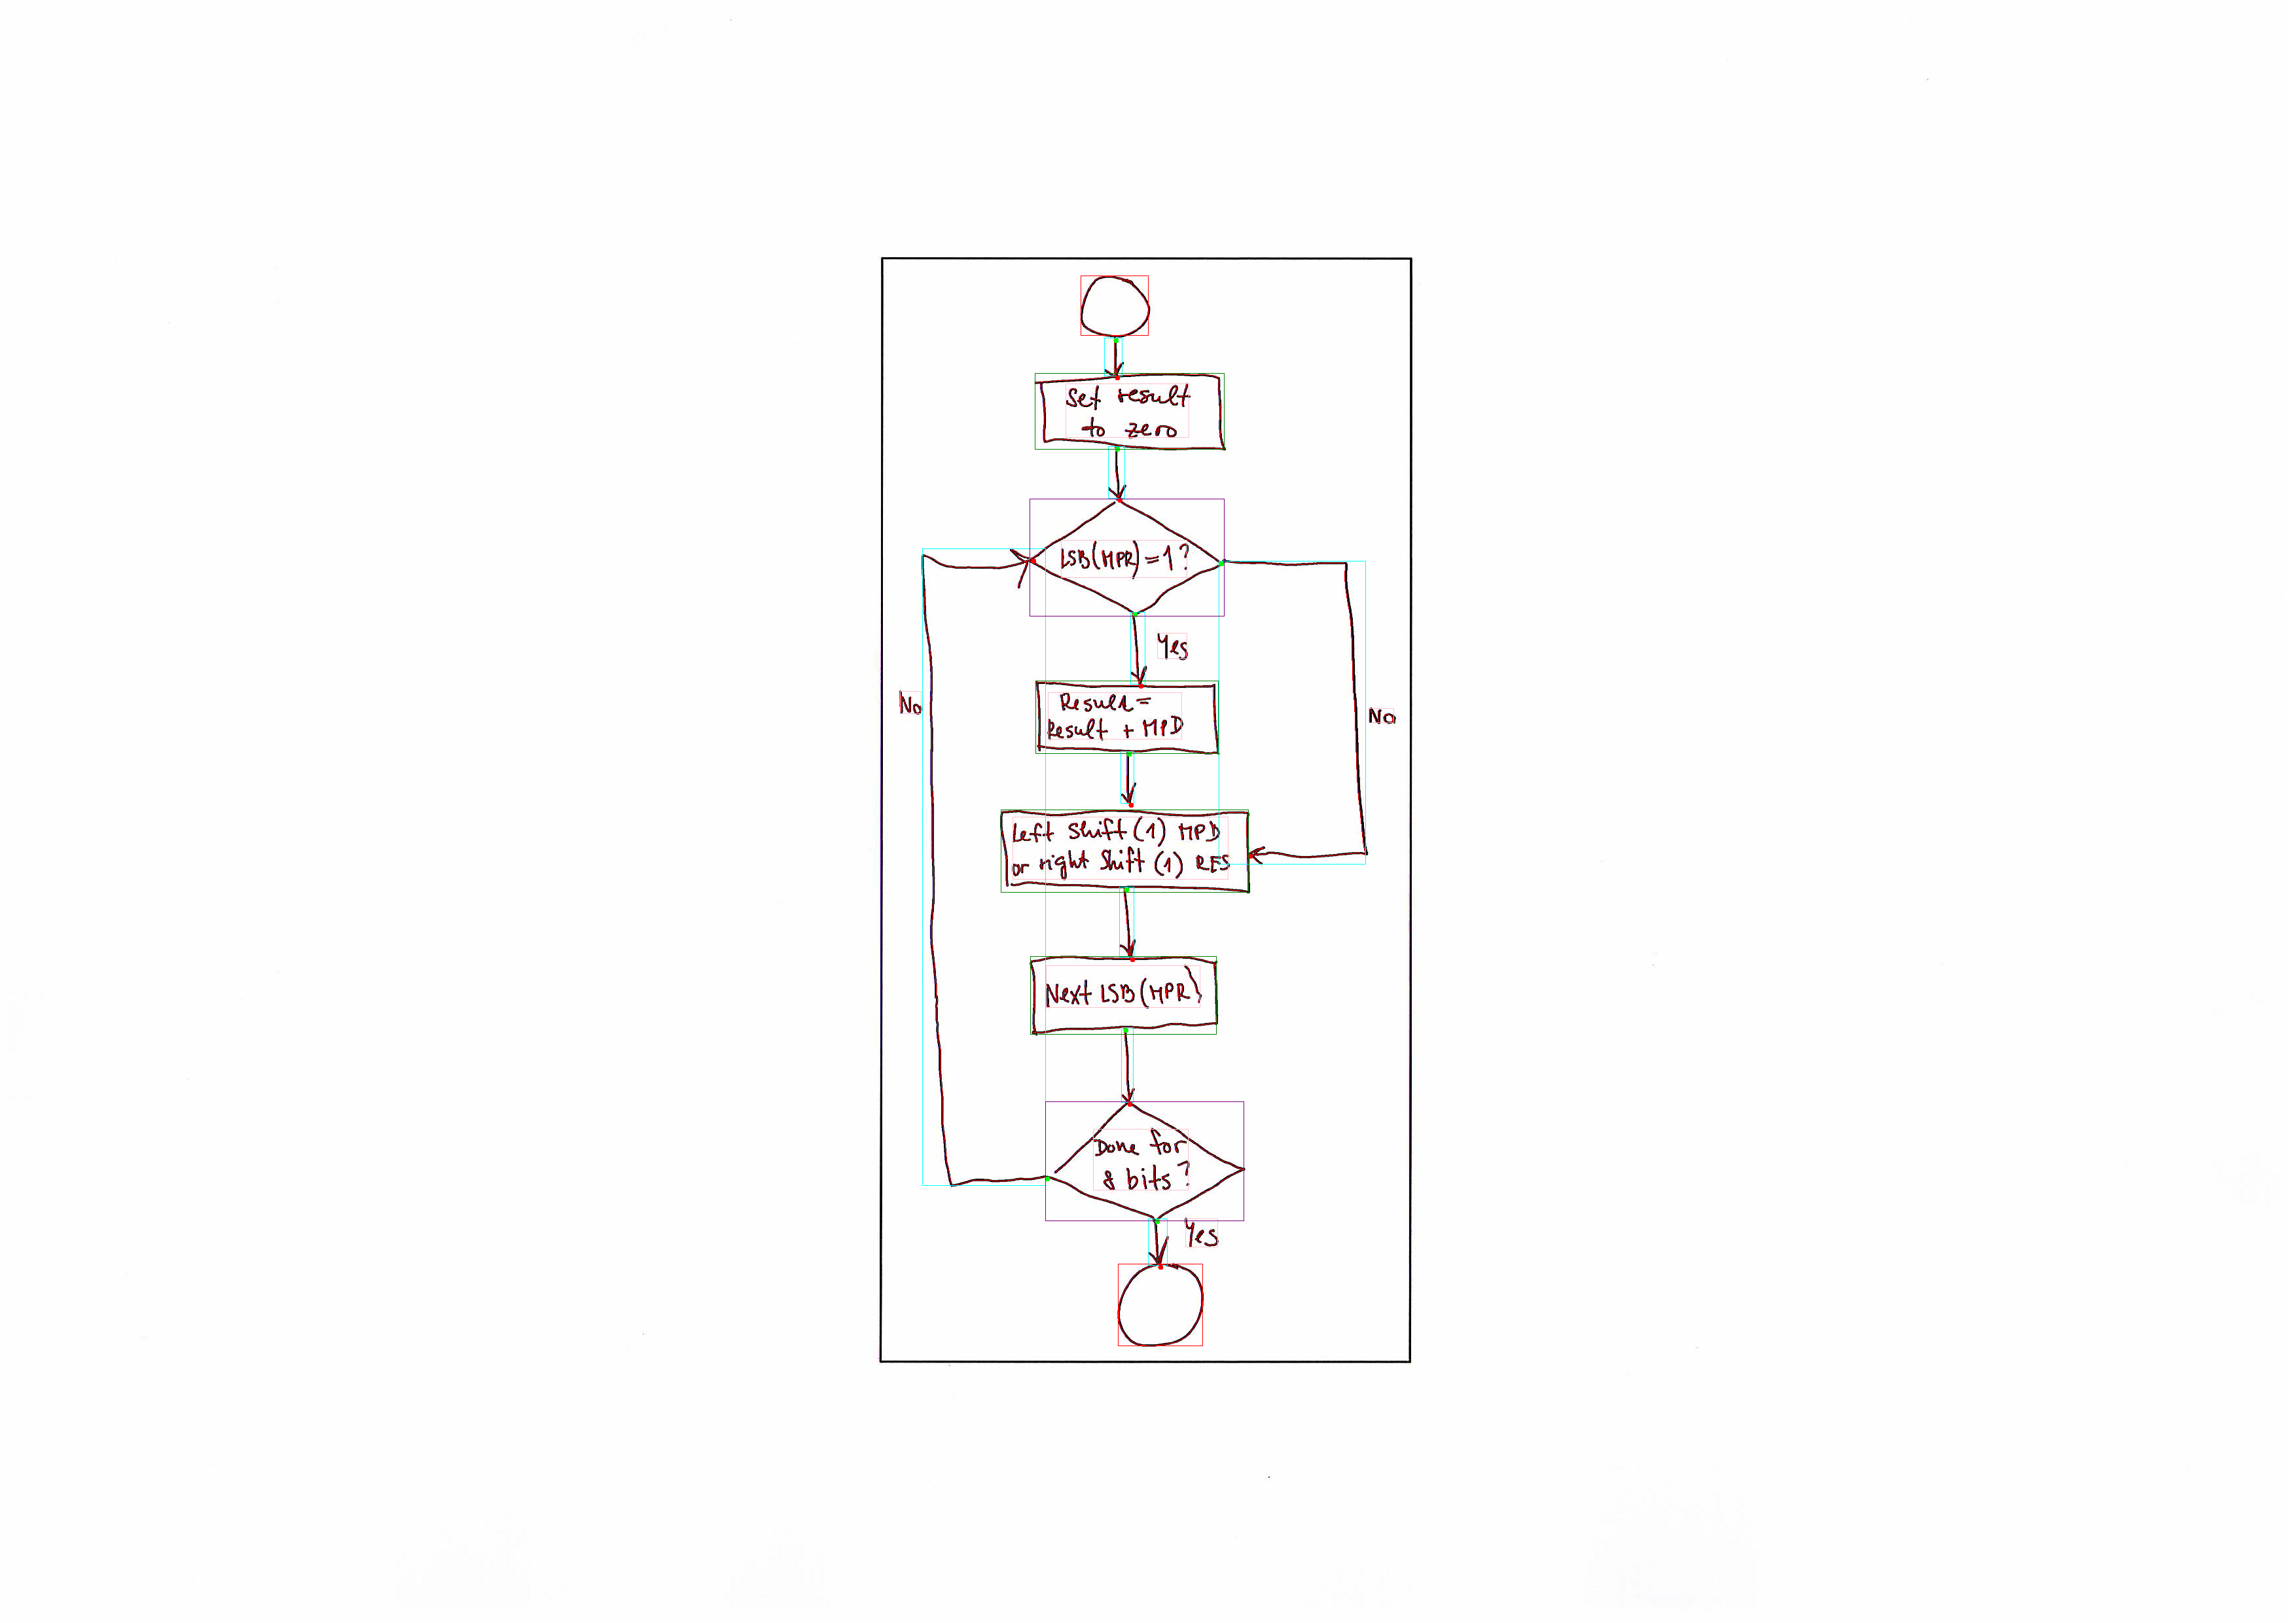 Set result
to zero
LSB(MPR)=1?
Yes
No
No
Result =
Result + MPD
Left Shift (1) MPD
or right Shift (1) RES
Next LSB(MPR)
Done for
8 bits?
Yes